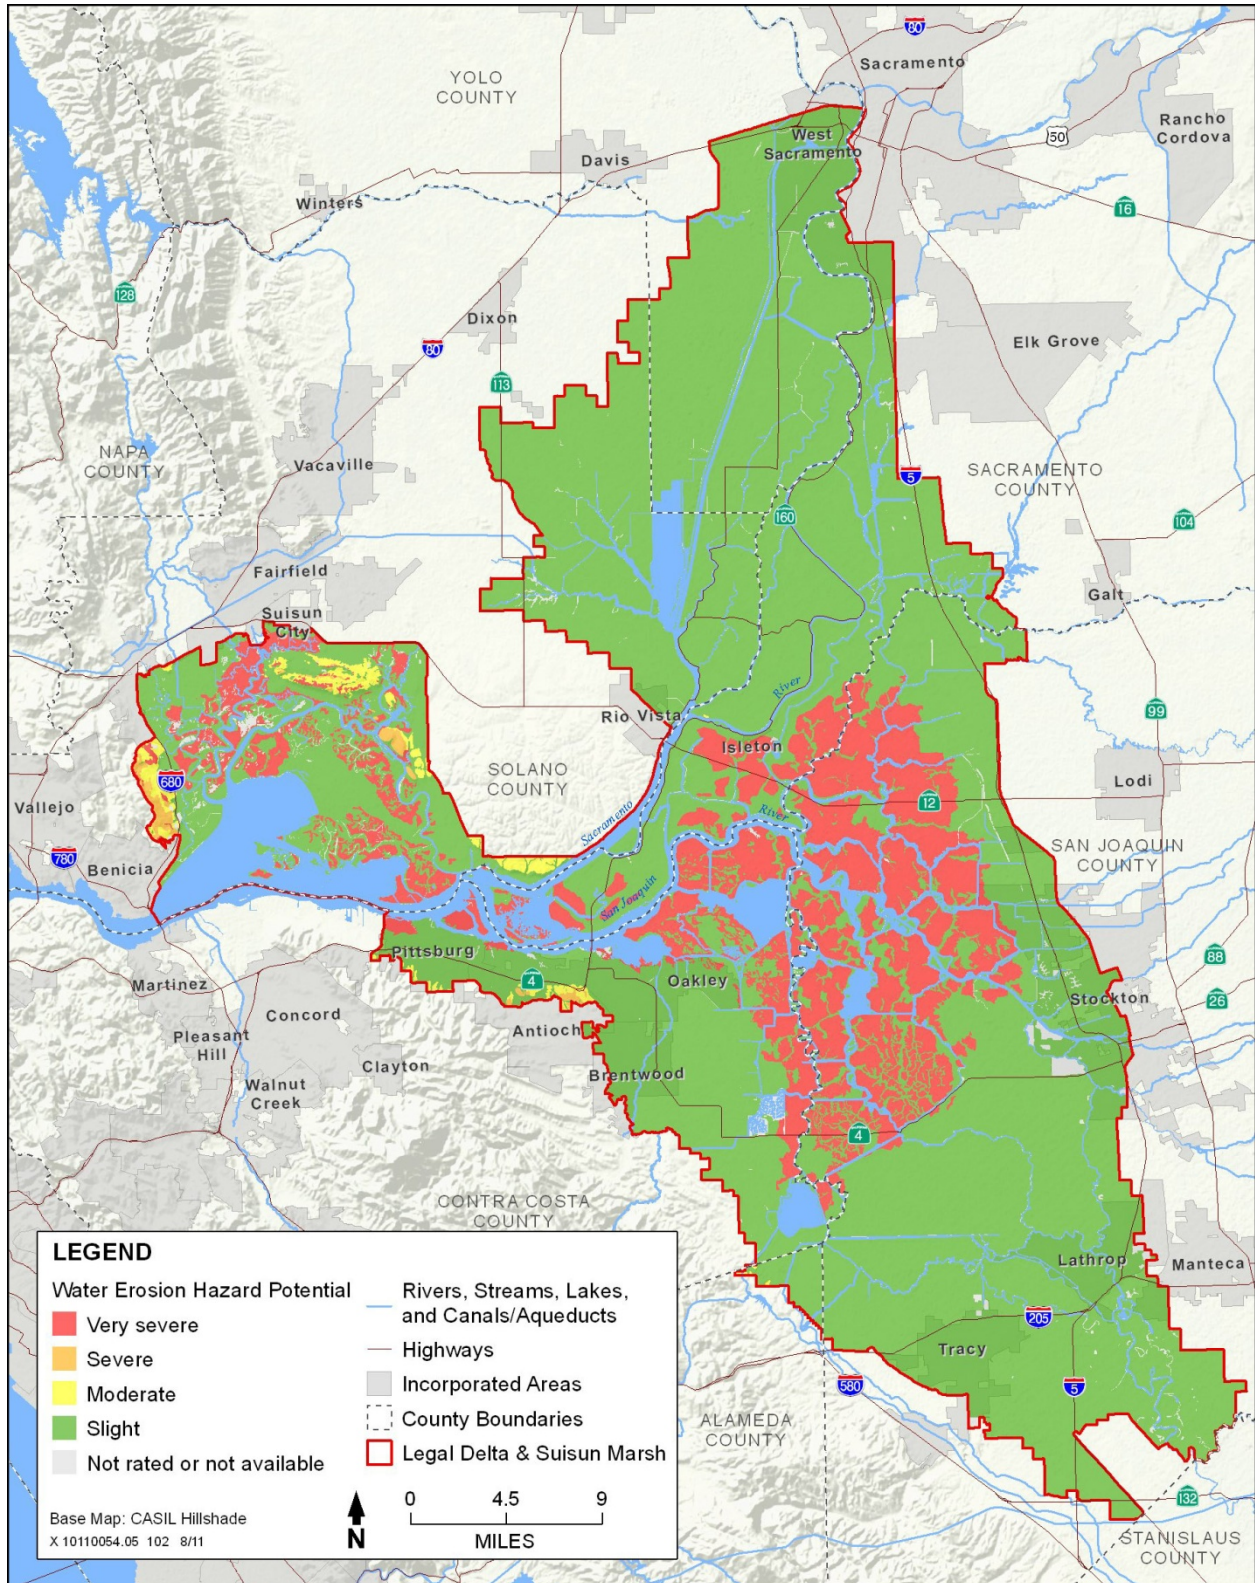 80
Sacramento
YOLO
COUNTY
Rancho
Cordova
50
West
Sacramento
Davis
Winters
16
128
Dixon
Elk Grove
80
113
NAPA
COUNTY
Vacaville
SACRAMENTO
COUNTY
5
160
104
Fairfield
Galt
Suisun
City
River
Rio Vista
99
Isleton
SOLANO
COUNTY
680
Lodi
Vallejo
12
Sacramento
River
780
Benicia
SAN JOAQUIN
COUNTY
San Joaquin
Pittsburg
88
4
Oakley
Martinez
Stockton
26
Concord
Antioch
Pleasant
Hill
Clayton
Brentwood
Walnut
Creek
4
CONTRA COSTA
COUNTY
Lathrop
Manteca
205
Tracy
580
5
ALAMEDA
COUNTY
132
STANISLAUS
COUNTY
LEGEND
Water Erosion Hazard Potential
Very severe
Severe
Moderate
Slight
Not rated or not available
Rivers, Streams, Lakes,
and Canals/Aqueducts
Highways
Incorporated Areas
County Boundaries
Legal Delta & Suisun Marsh
Base Map: CASIL Hillshade
X 10110054.05 102 8/11
N
0 4.5 9
MILES